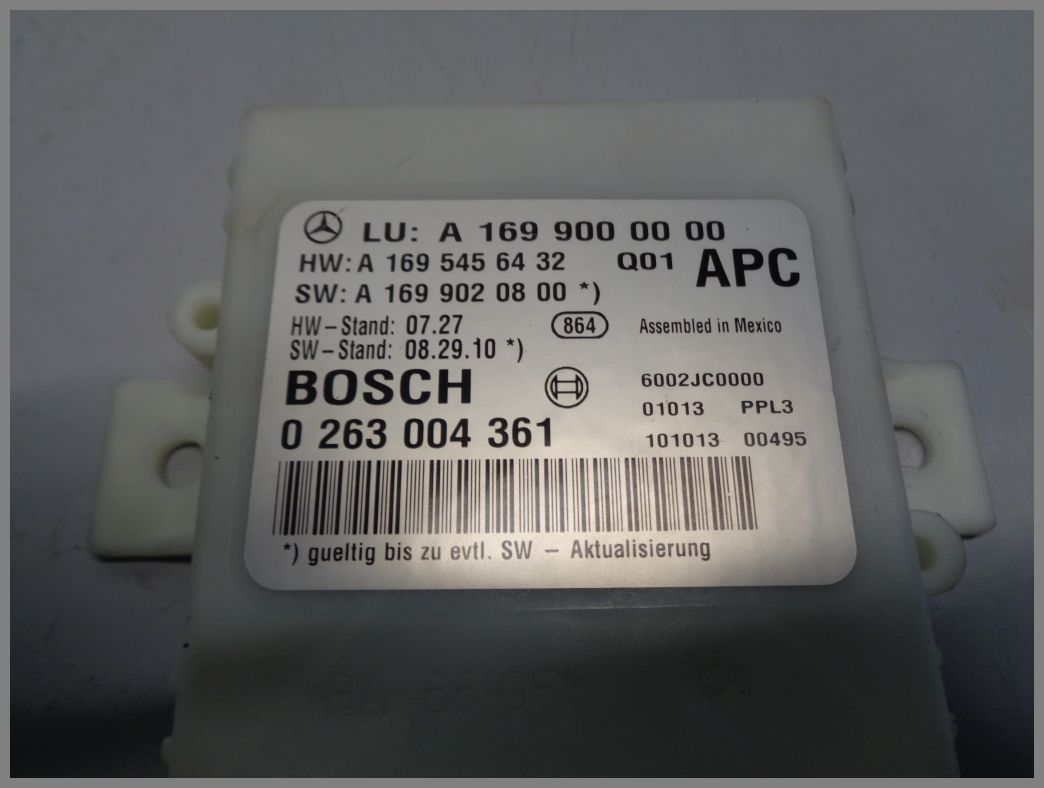 LU: A 169 900 00 00
HW: A 169 545 64 32 Q01 APC
SW: A 169 902 08 00 *)
HW-Stand: 07.27 864 Assembled in Mexico
SW-Stand: 08.29.10 *)
BOSCH 6002JC0000
01013 PPL3
0 263 004 361 101013 00495
*) gueltig bis zu evtl. SW - Aktualisierung